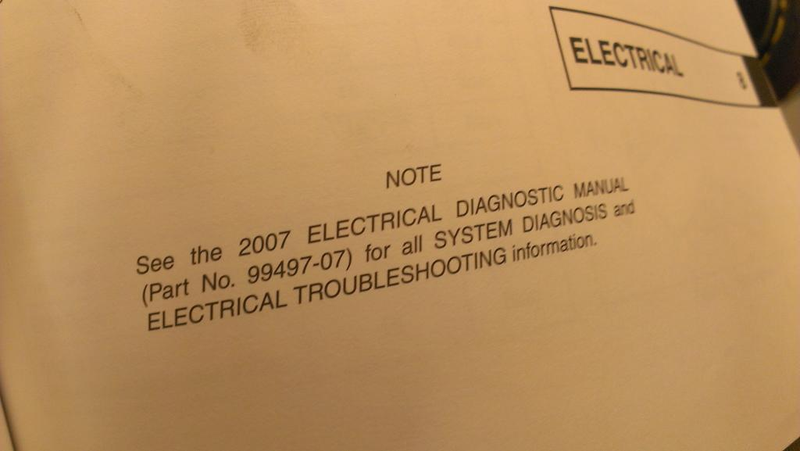 ELECTRICAL 8
NOTE
See the 2007 ELECTRICAL DIAGNOSTIC MANUAL
(Part No. 99497-07) for all SYSTEM DIAGNOSIS and
ELECTRICAL TROUBLESHOOTING information.